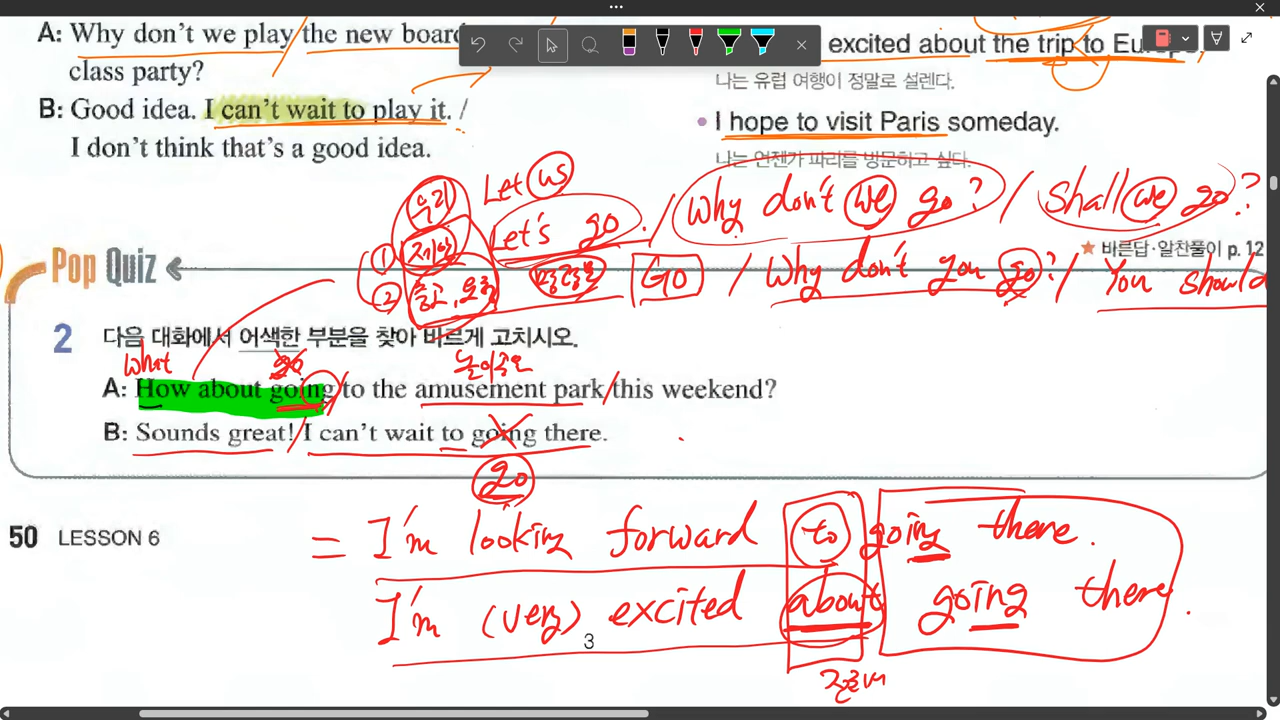 A: Why don't we play the new board
class party?
B: Good idea. I can't wait to play it. /
I don't think that's a good idea.
excited about the trip to Europe,
나는 유럽 여행이 정말로 설렌다.
• I hope to visit Paris someday.
나는 언젠가 파리를 방문하고 싶다.
Let us
우리
① 제안
② 충고, 요청
Let's go / Why don't we go? / Shall we go?
★ 바른답·알찬풀이 p. 12
명령문 GO / Why don't you go? / You should
Pop Quiz
2 다음 대화에서 어색한 부분을 찾아 바르게 고치시오.
What go 놀이공원
A: How about going to the amusement park / this weekend?
B: Sounds great! / I can't wait to going there.
go
50 LESSON 6
= I'm looking forward to going there.
I'm (very) excited about going there.
3
전치사